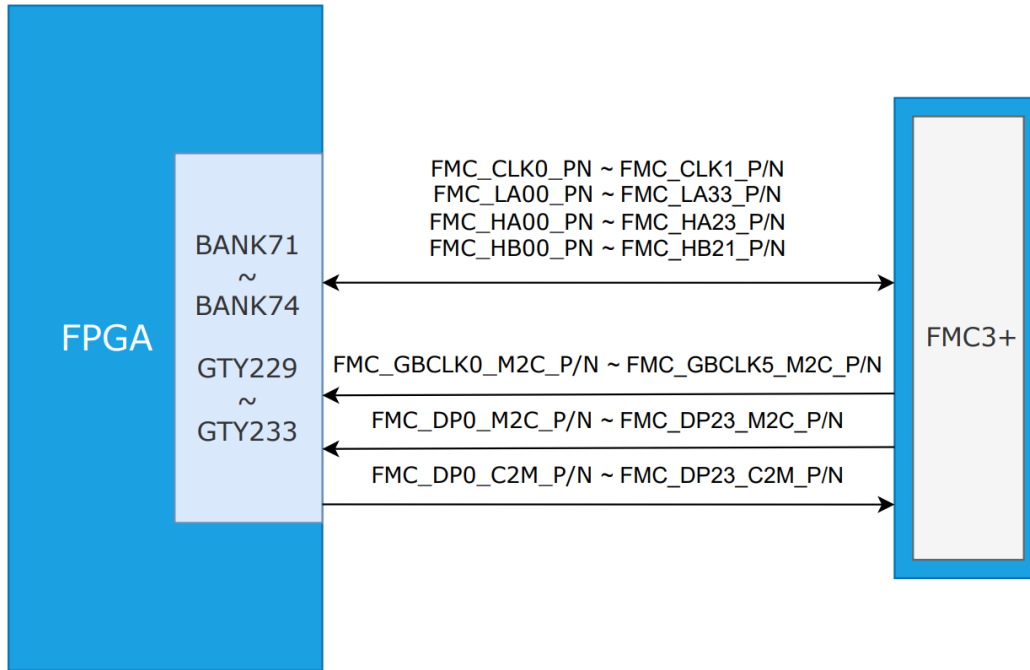 FPGA
BANK71
~
BANK74
GTY229
~
GTY233
FMC_CLK0_PN ~ FMC_CLK1_P/N
FMC_LA00_PN ~ FMC_LA33_P/N
FMC_HA00_PN ~ FMC_HA23_P/N
FMC_HB00_PN ~ FMC_HB21_P/N
FMC_GBCLK0_M2C_P/N ~ FMC_GBCLK5_M2C_P/N
FMC_DP0_M2C_P/N ~ FMC_DP23_M2C_P/N
FMC_DP0_C2M_P/N ~ FMC_DP23_C2M_P/N
FMC3+